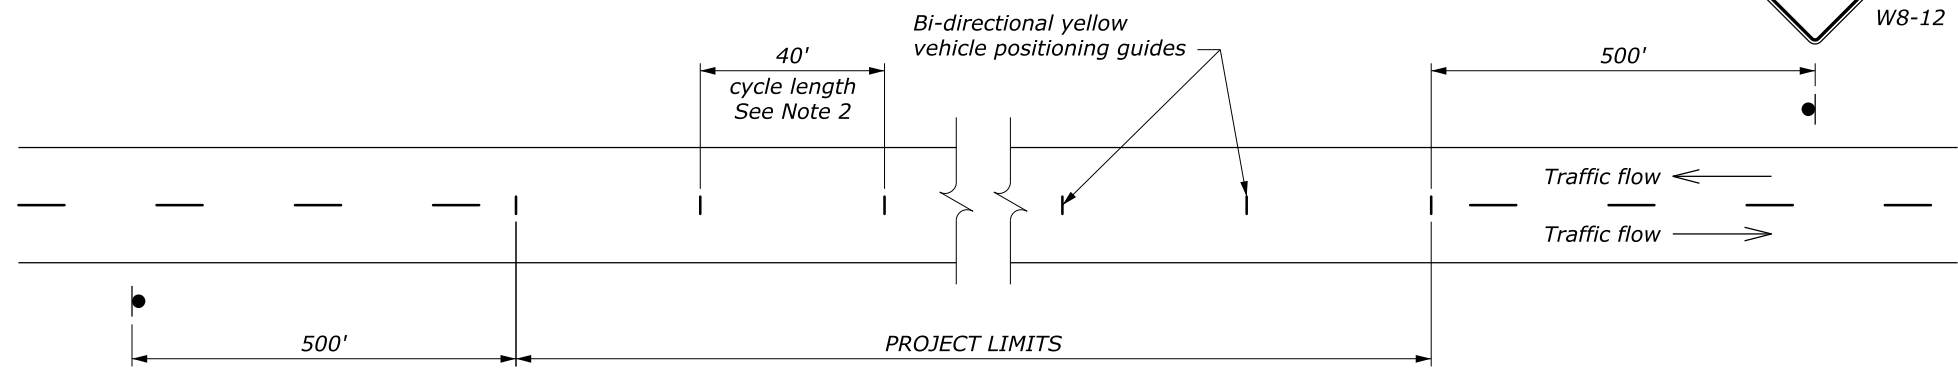 W8-12
Bi-directional yellow
vehicle positioning guides
40'
cycle length
See Note 2
500'
Traffic flow
Traffic flow
500'
PROJECT LIMITS